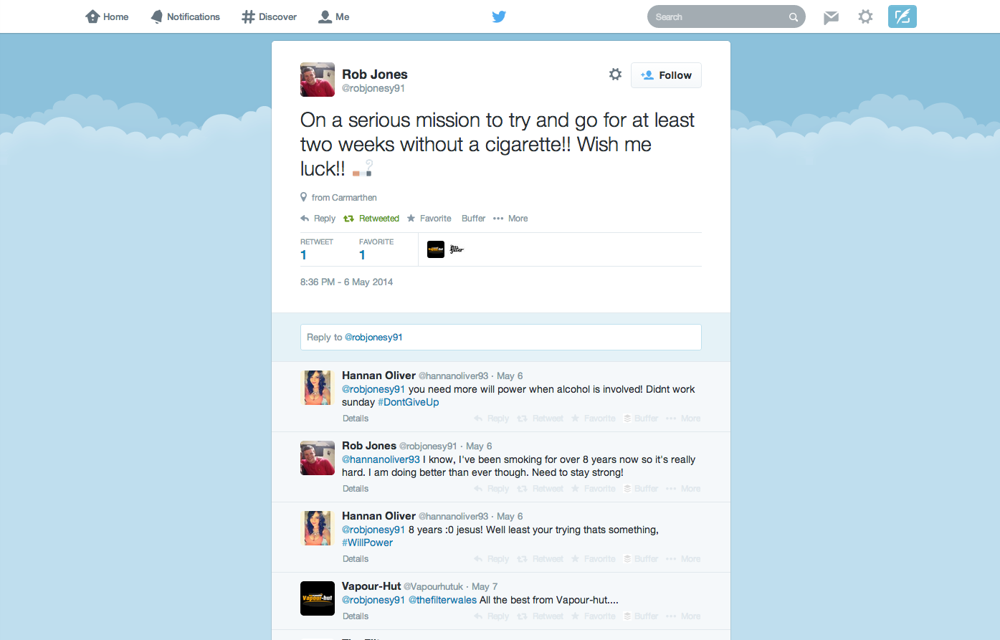 Home Notifications Discover Me Search
Rob Jones
@robjonesy91
Follow
On a serious mission to try and go for at least
two weeks without a cigarette!! Wish me
luck!!
from Carmarthen
Reply Retweeted Favorite Buffer More
RETWEET FAVORITE
1 1
8:36 PM - 6 May 2014
Reply to @robjonesy91
Hannan Oliver @hannanoliver93 · May 6
@robjonesy91 you need more will power when alcohol is involved! Didnt work
sunday #DontGiveUp
Details Reply Retweet Favorite Buffer More
Rob Jones @robjonesy91 · May 6
@hannanoliver93 I know, I've been smoking for over 8 years now so it's really
hard. I am doing better than ever though. Need to stay strong!
Details Reply Retweet Favorite Buffer More
Hannan Oliver @hannanoliver93 · May 6
@robjonesy91 8 years :0 jesus! Well least your trying thats something,
#WillPower
Details Reply Retweet Favorite Buffer More
Vapour-Hut @Vapourhutuk · May 7
Vapour-hut
@robjonesy91 @thefilterwales All the best from Vapour-hut....
Details Reply Retweet Favorite Buffer More